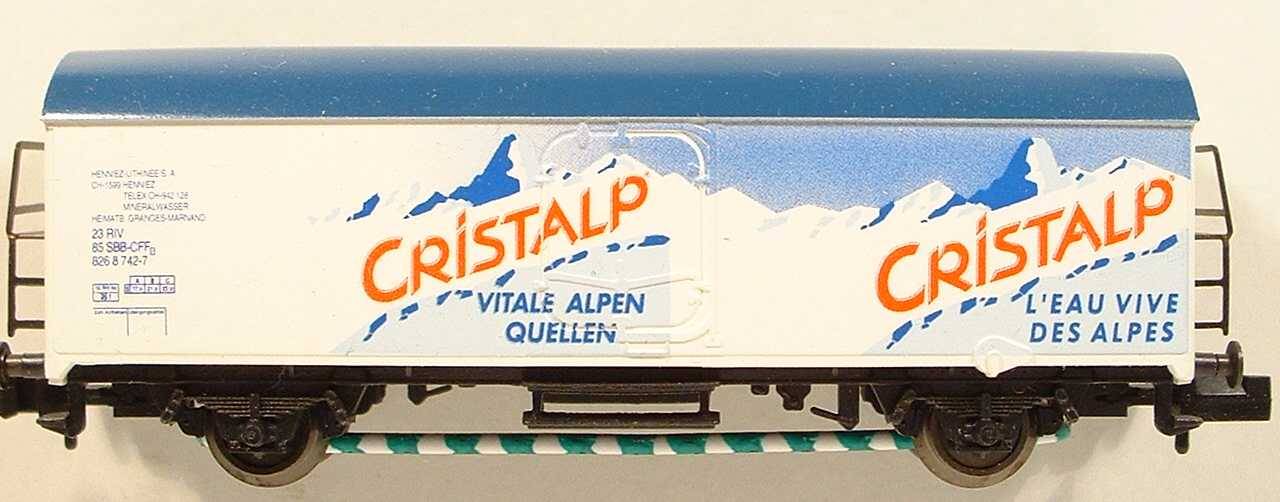 HENNIEZ-LITHINEE S. A.
CH-1599 HENNIEZ
TELEX CH-942 128
MINERALWASSER
HEIMATB. GRANGES-MARNAND
23 RIV
85 SBB-CFF
826 8 742-7
A B C
CRiSTALP
VITALE ALPEN
QUELLEN
CRiSTALP
L'EAU VIVE
DES ALPES